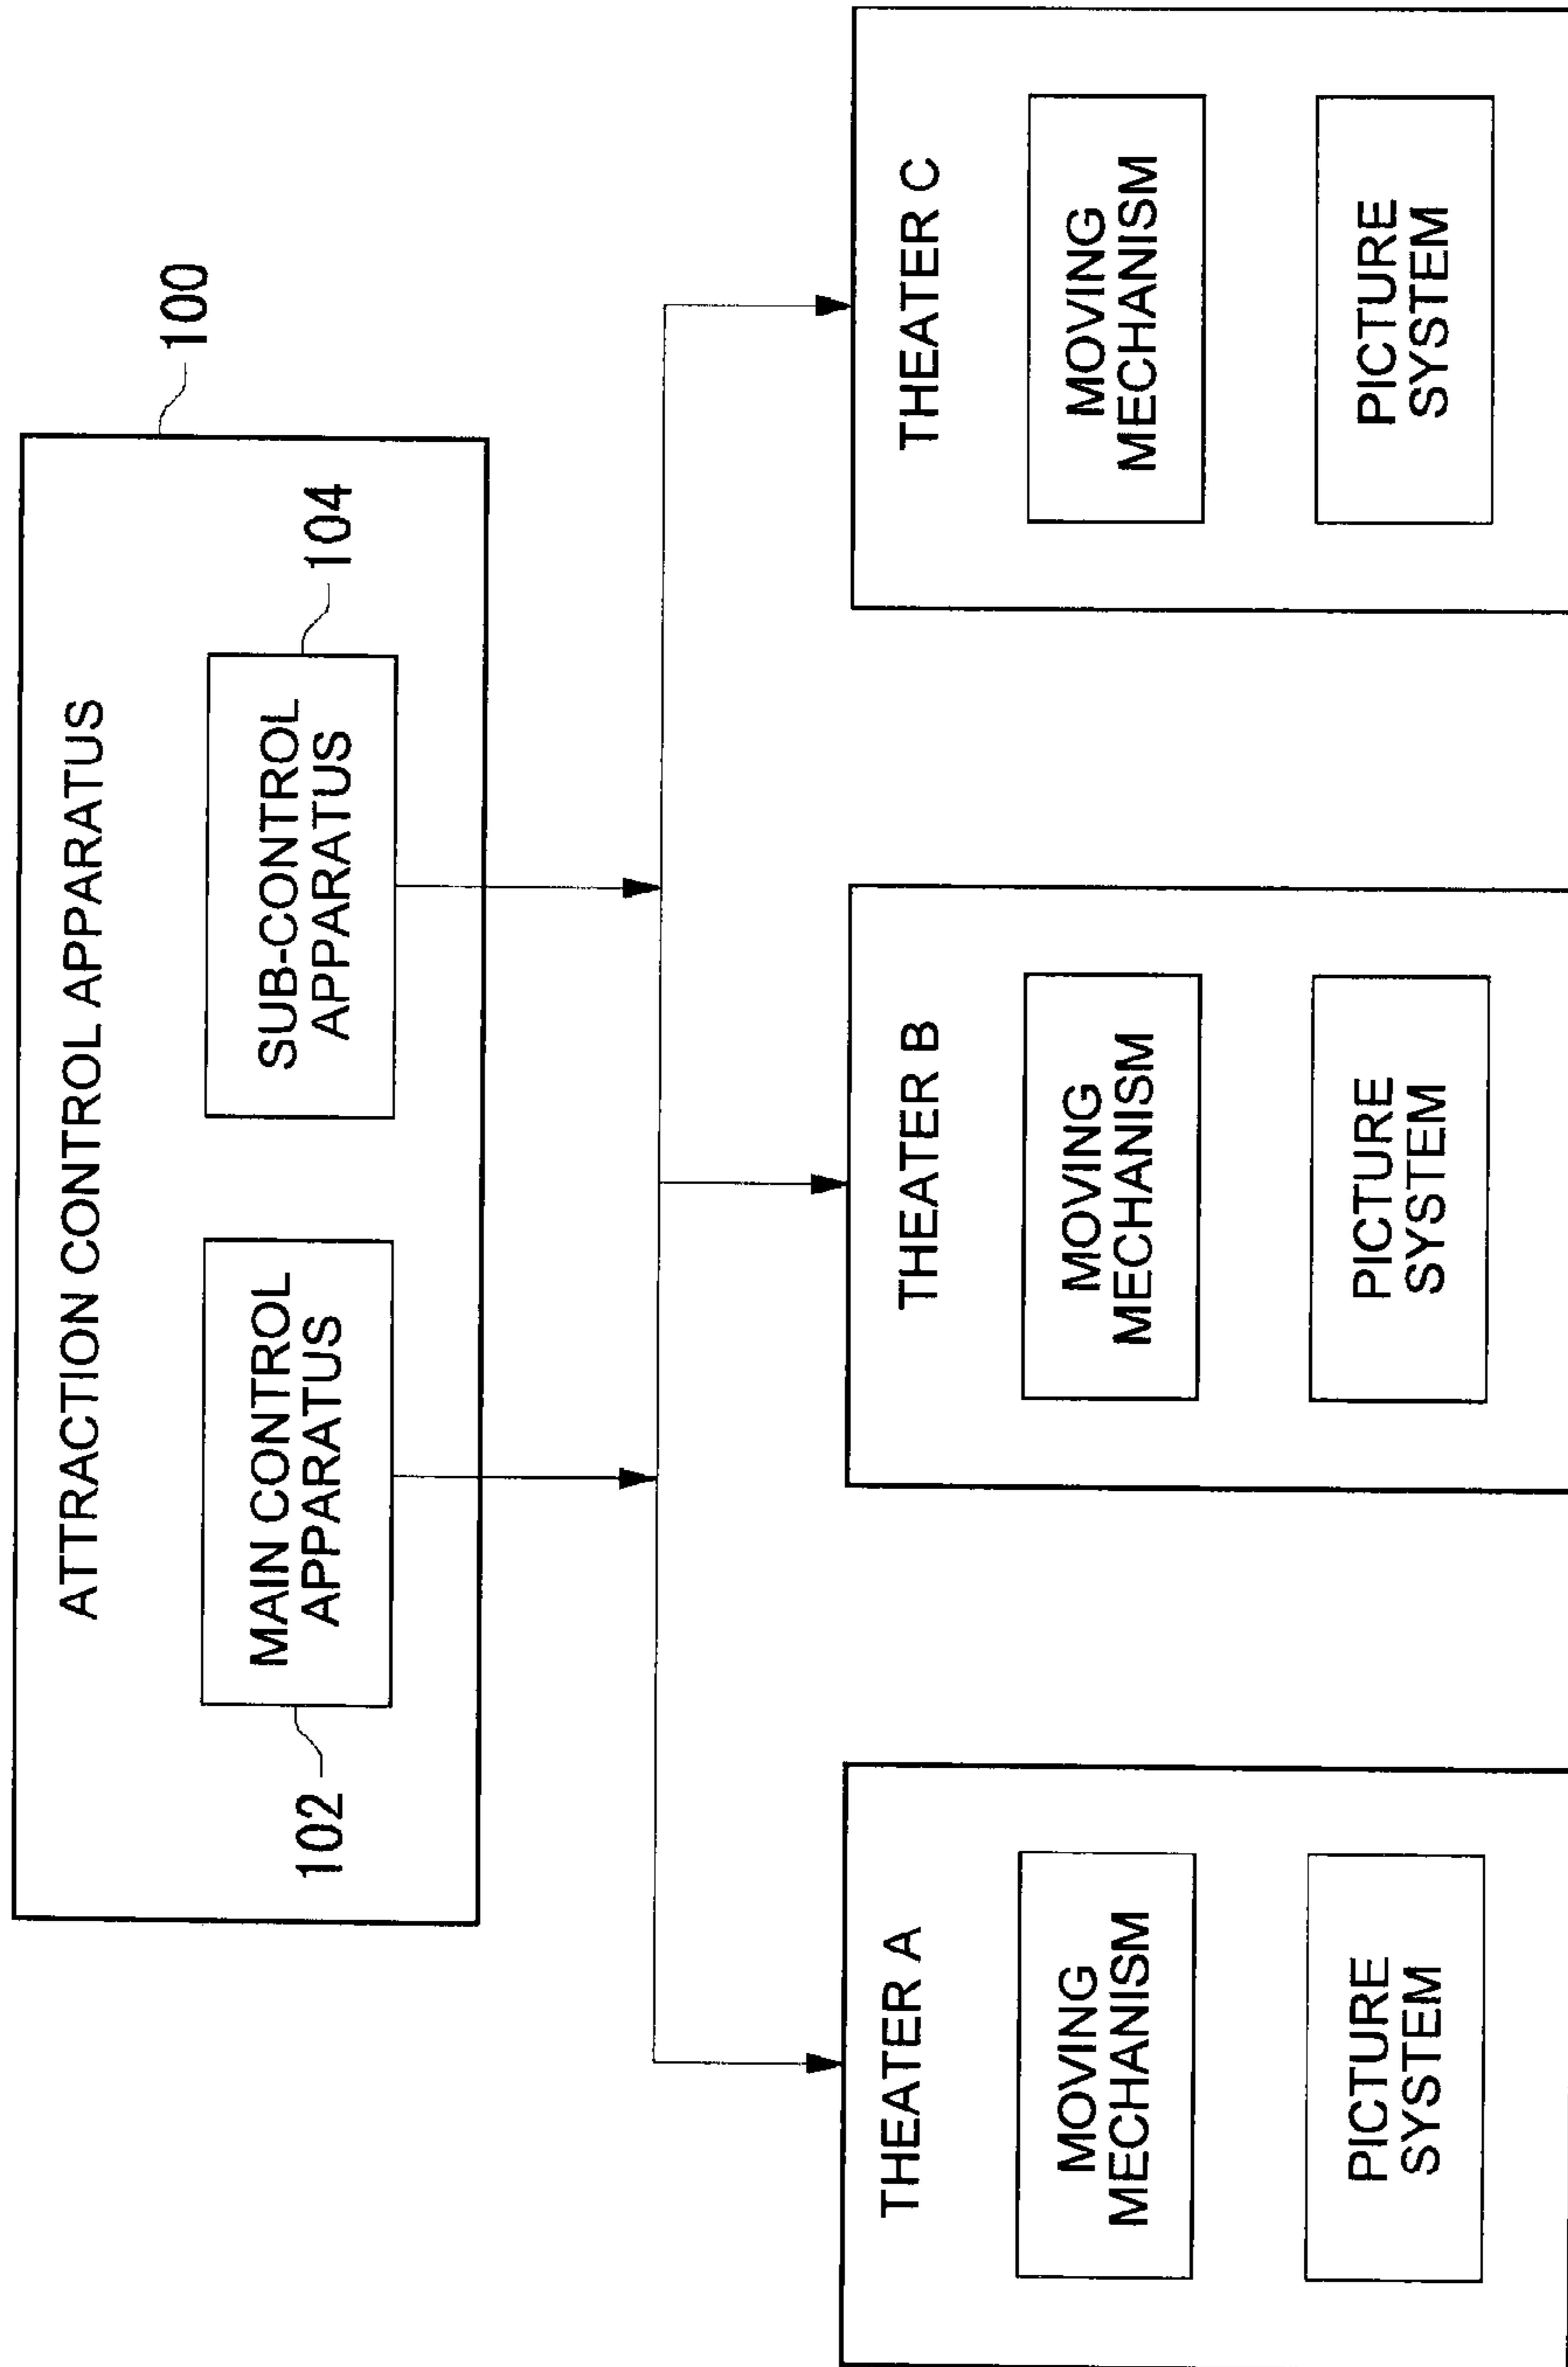 100
ATTRACTION CONTROL APPARATUS
102
MAIN CONTROL
APPARATUS
SUB-CONTROL
APPARATUS
104
THEATER A
MOVING
MECHANISM
PICTURE
SYSTEM
THEATER B
MOVING
MECHANISM
PICTURE
SYSTEM
THEATER C
MOVING
MECHANISM
PICTURE
SYSTEM